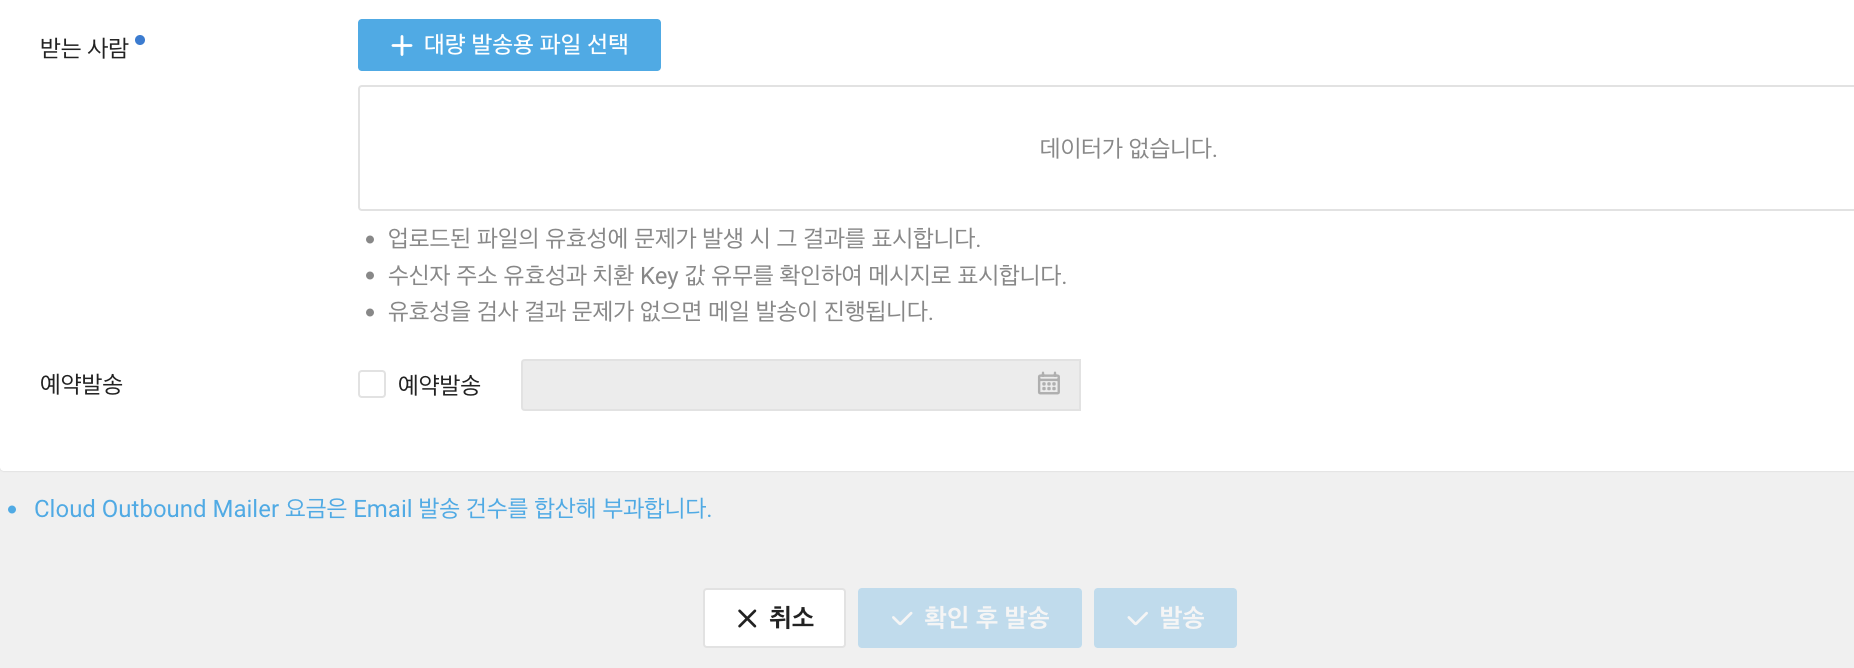 받는 사람
대량 발송용 파일 선택
데이터가 없습니다.
업로드된 파일의 유효성에 문제가 발생 시 그 결과를 표시합니다.
수신자 주소 유효성과 치환 Key 값 유무를 확인하여 메시지로 표시합니다.
유효성을 검사 결과 문제가 없으면 메일 발송이 진행됩니다.
예약발송 예약발송
Cloud Outbound Mailer 요금은 Email 발송 건수를 합산해 부과합니다.
취소 확인 후 발송 발송